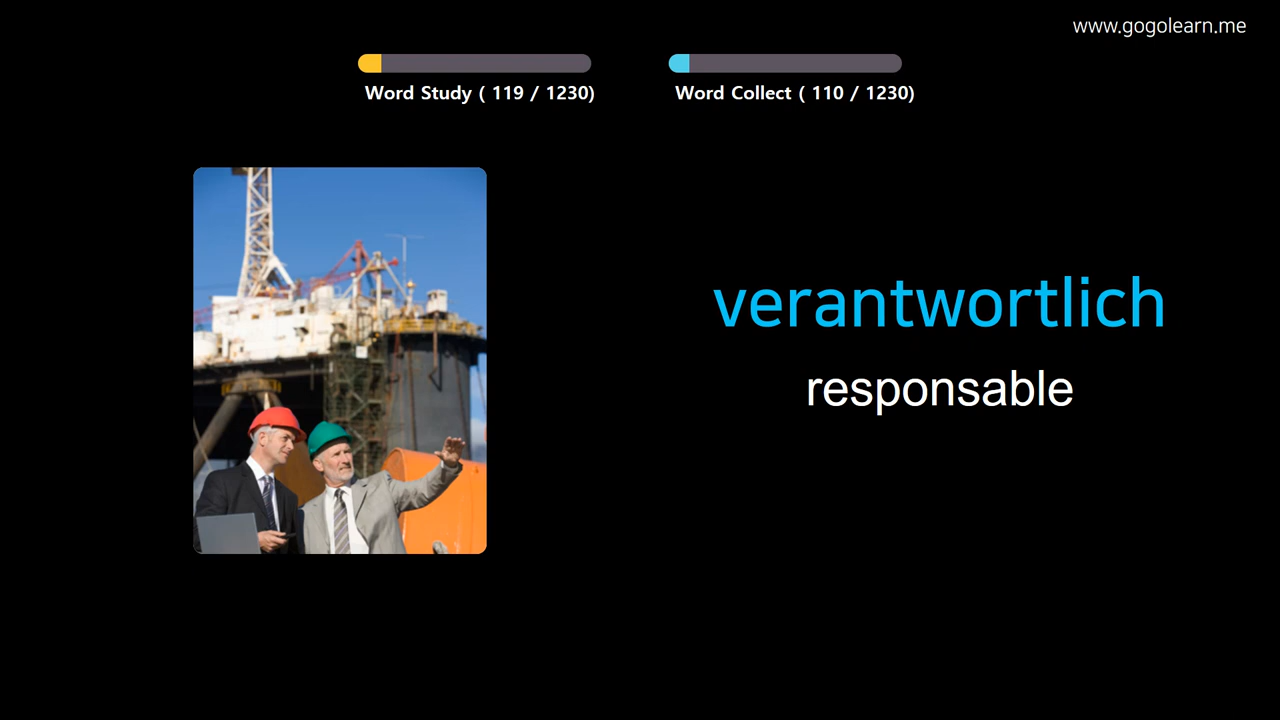 www.gogolearn.me
Word Study ( 119 / 1230)
Word Collect ( 110 / 1230)
verantwortlich
responsable